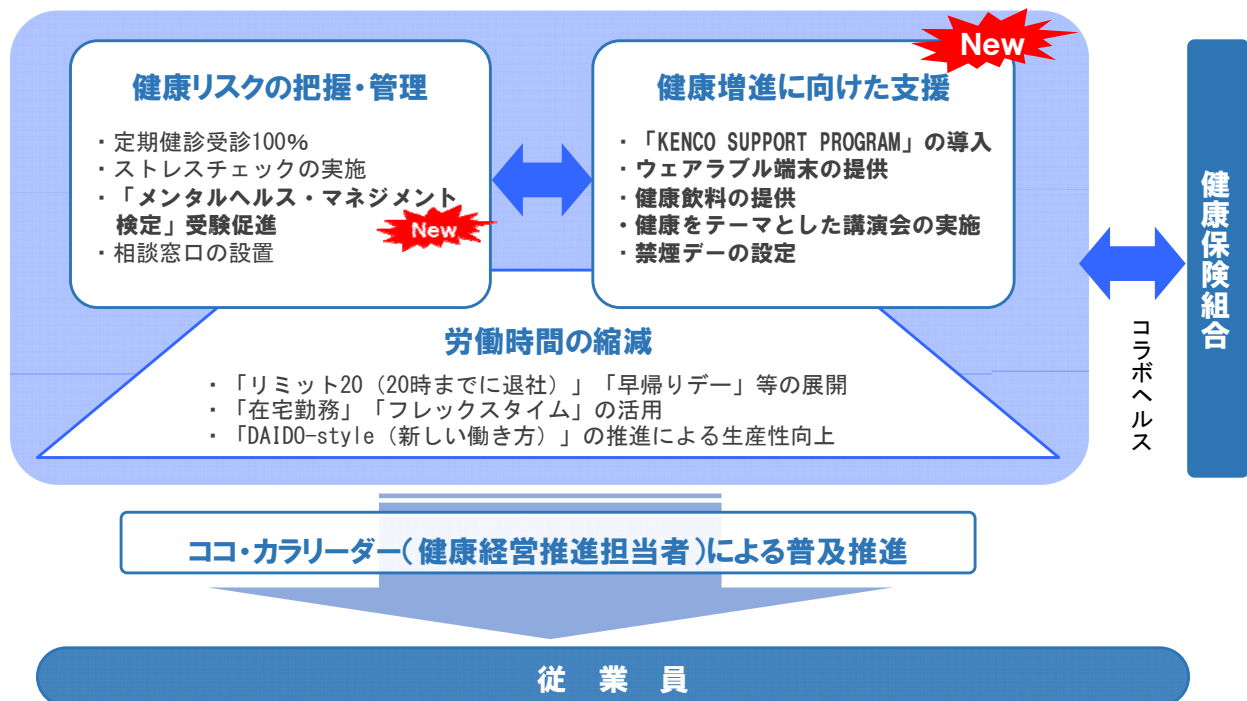 New
健康リスクの把握・管理
・定期健診受診100%
・ストレスチェックの実施
・「メンタルヘルス・マネジメント
検定」受験促進
New
・相談窓口の設置
健康増進に向けた支援
・「KENCO SUPPORT PROGRAM」の導入
・ウェアラブル端末の提供
・健康飲料の提供
・健康をテーマとした講演会の実施
・禁煙デーの設定
労働時間の縮減
・「リミット20（20時までに退社）」「早帰りデー」等の展開
・「在宅勤務」「フレックスタイム」の活用
・「DAIDO-style（新しい働き方）」の推進による生産性向上
コラボヘルス
健康保険組合
ココ・カラリーダー（健康経営推進担当者）による普及推進
従業員